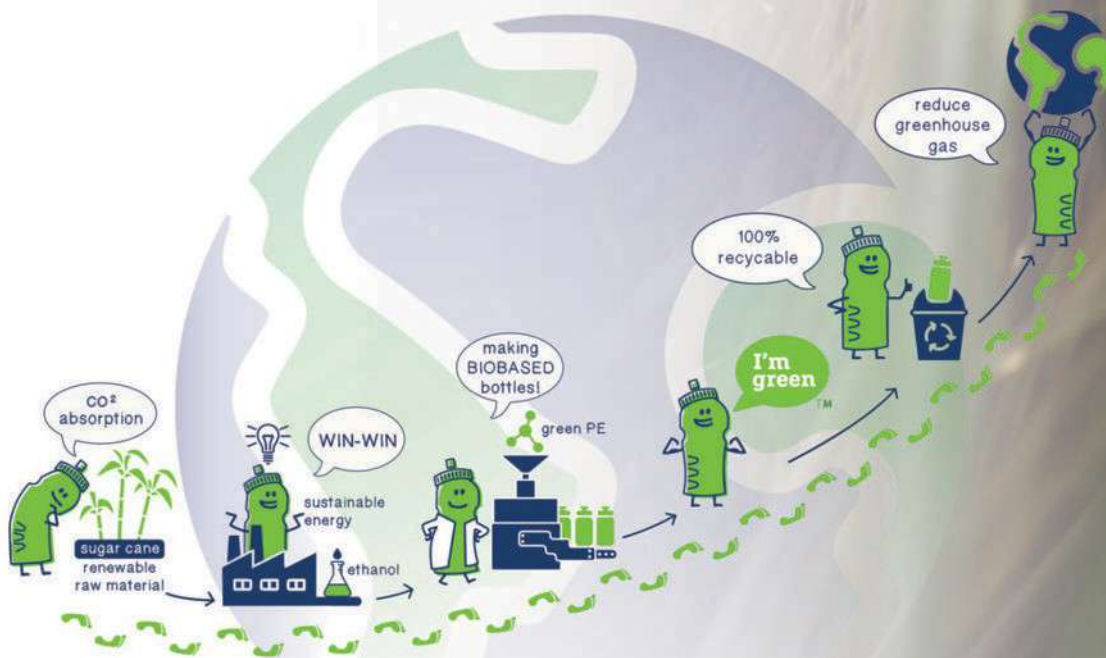 CO²
absorption
sugar cane
renewable
raw material
WIN-WIN
sustainable
energy
ethanol
making
BIOBASED
bottles!
green PE
I'm
green
TM
100%
recycable
reduce
greenhouse
gas